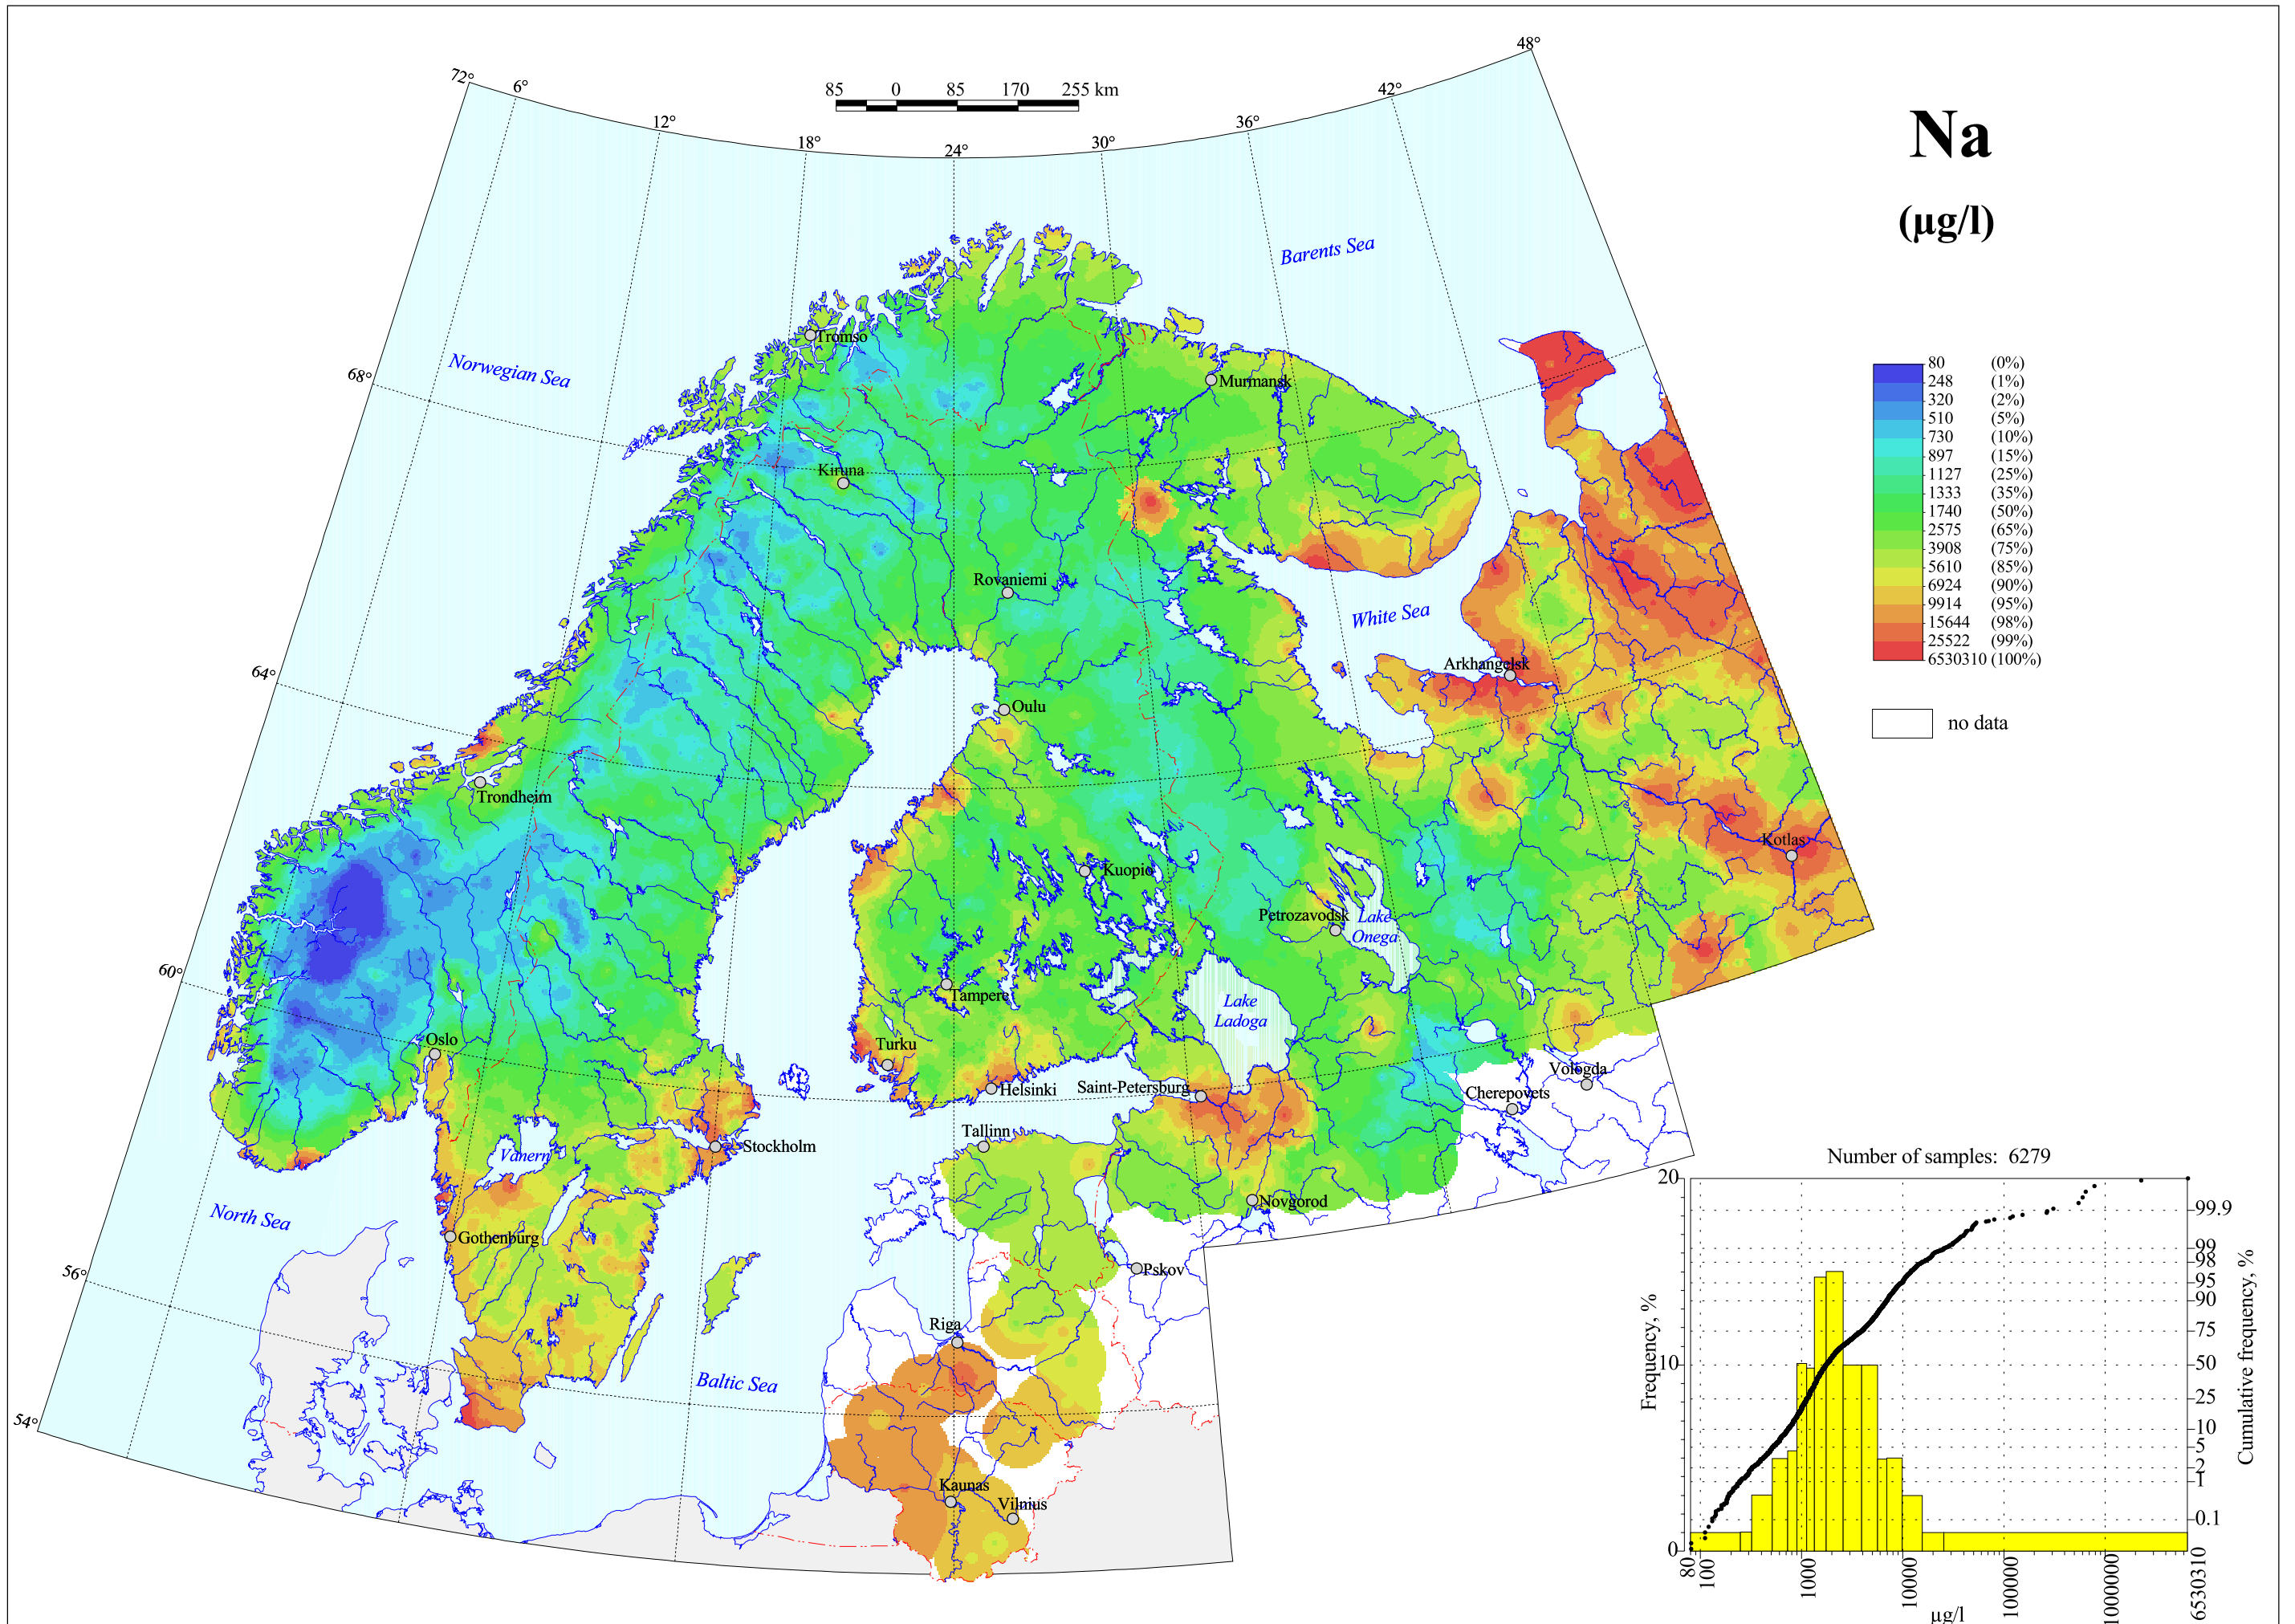 48°
72°
6°
42°
85 0 85 170 255 km
12°
36°
18°
30°
24°
Na
(µg/l)
Barents Sea
Tromso
Norwegian Sea
68°
Murmansk
80 (0%)
248 (1%)
320 (2%)
510 (5%)
730 (10%)
897 (15%)
1127 (25%)
1333 (35%)
1740 (50%)
2575 (65%)
3908 (75%)
5610 (85%)
6924 (90%)
9914 (95%)
15644 (98%)
25522 (99%)
6530310 (100%)
no data
Kiruna
Rovaniemi
White Sea
Arkhangelsk
64°
Oulu
Trondheim
Kotlas
Kuopio
Petrozavodsk
Lake
Onega
60°
Tampere
Lake
Ladoga
Oslo
Turku
Vologda
Helsinki
Saint-Petersburg
Cherepovets
Tallinn
Stockholm
Vanern
Novgorod
North Sea
Gothenburg
Pskov
56°
Riga
Baltic Sea
54°
Kaunas
Vilnius
Number of samples: 6279
20
10
0
Frequency, %
99.9
99
98
95
90
75
50
25
10
5
2
1
0.1
Cumulative frequency, %
80
100
1000
10000
100000
1000000
6530310
µg/l